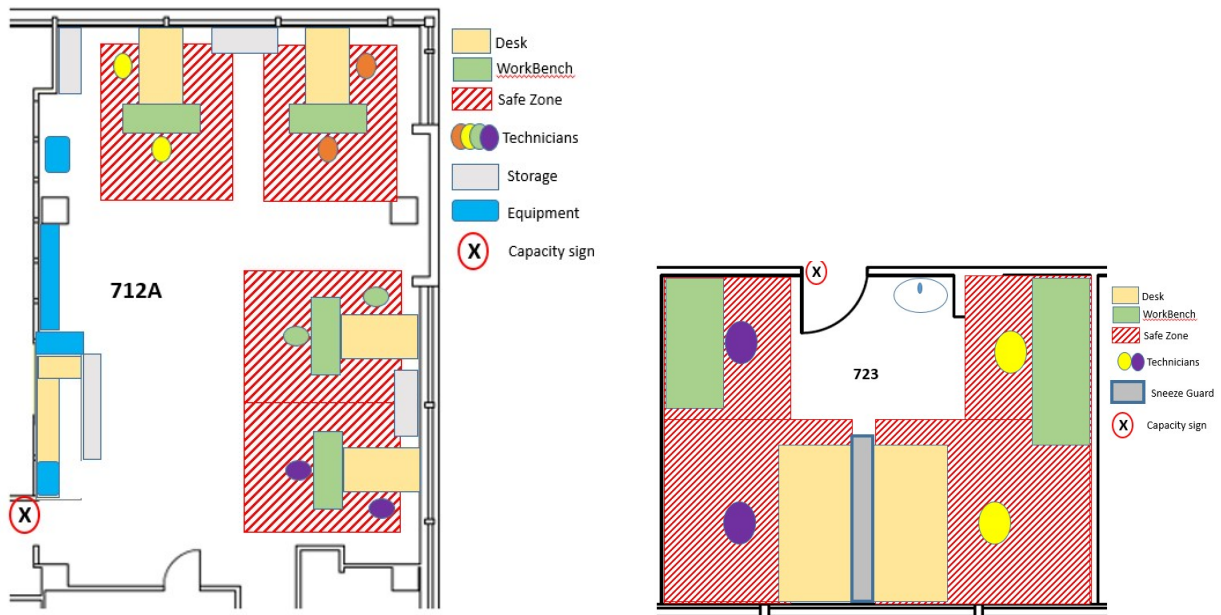 Desk
WorkBench
Safe Zone
Technicians
Storage
Equipment
X Capacity sign
712A
X
X
723
Desk
WorkBench
Safe Zone
Technicians
Sneeze Guard
X Capacity sign